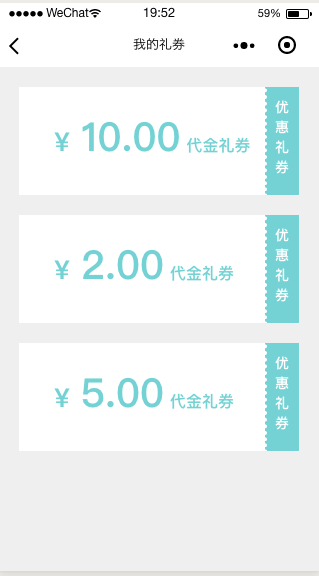 WeChat 19:52 59%
我的礼券
¥ 10.00 代金礼券
优惠礼券
¥ 2.00 代金礼券
优惠礼券
¥ 5.00 代金礼券
优惠礼券